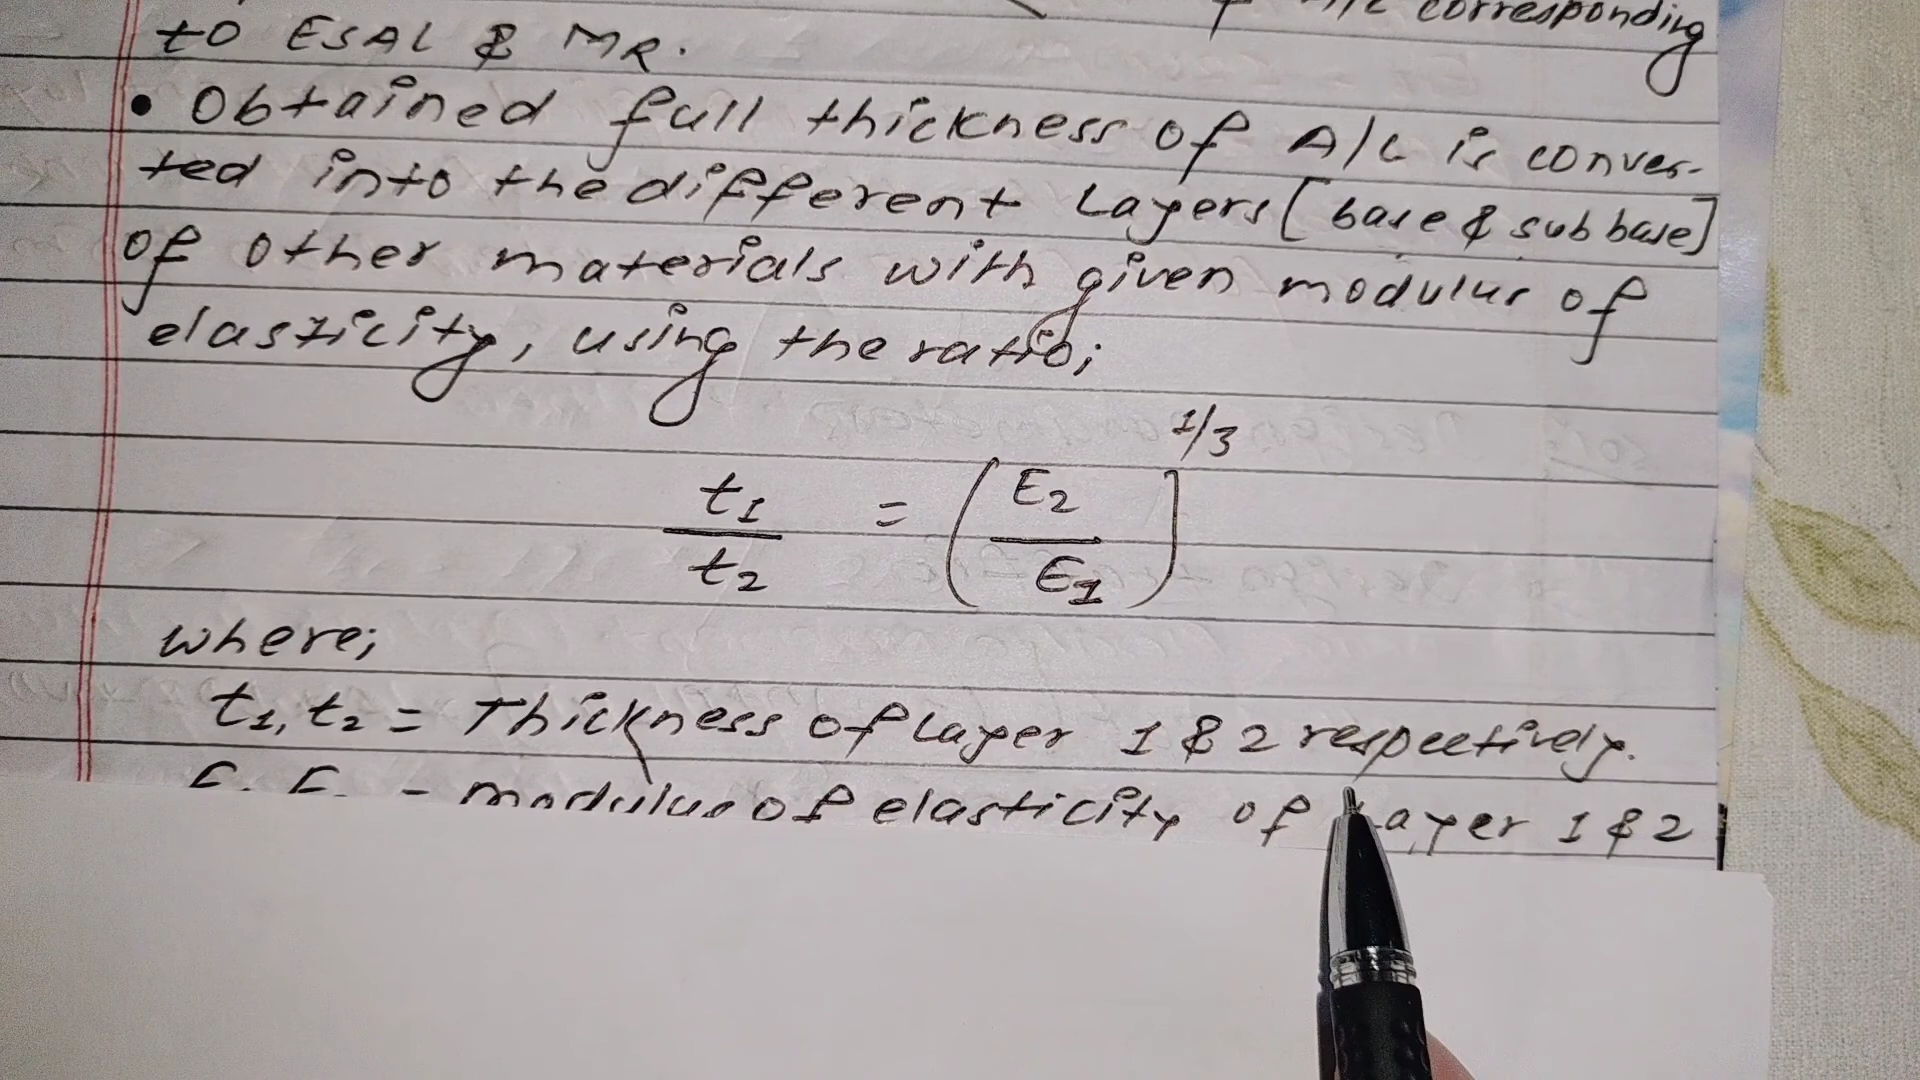 corresponding
to ESAL & MR.
• Obtained full thickness of A/C is conver-
ted into the different Layers [base & subbase]
of other materials with given modulus of
elasticity, using the ratio;
t1/t2 = (E2/E1)^1/3
where;
t1, t2 = Thickness of Layer 1 & 2 respectively.
modulus of elasticity of Layer 1 & 2